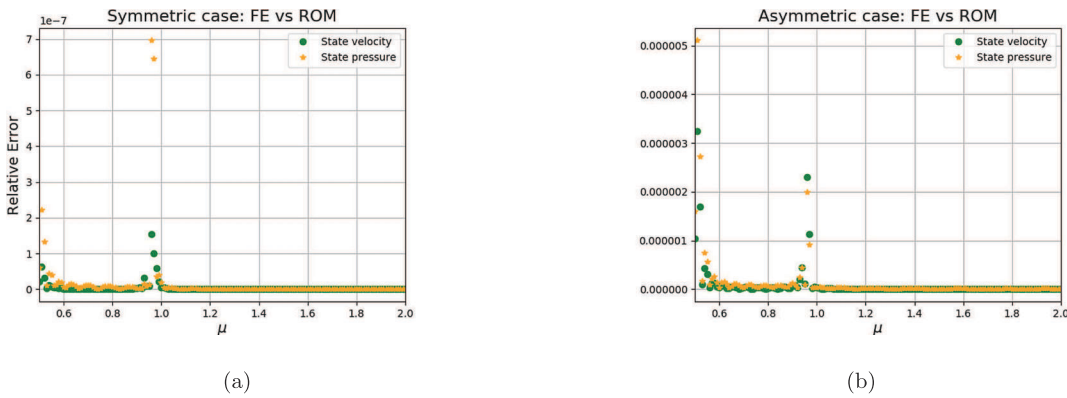 Symmetric case: FE vs ROM
1e-7
7
6
5
4
3
2
1
0
Relative Error
State velocity
State pressure
0.6
0.8
1.0
1.2
1.4
1.6
1.8
2.0
μ
(a)
Asymmetric case: FE vs ROM
0.000005
0.000004
0.000003
0.000002
0.000001
0.000000
State velocity
State pressure
0.6
0.8
1.0
1.2
1.4
1.6
1.8
2.0
μ
(b)